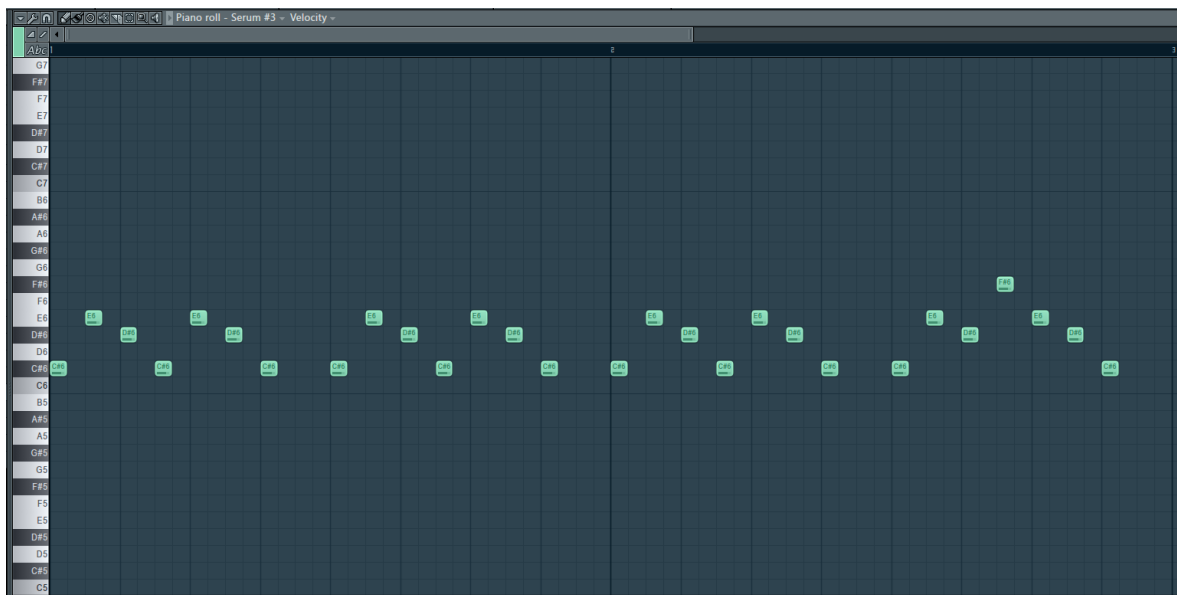 Piano roll - Serum #3 - Velocity -
Abc 1 2 3
G7
F#7
F7
E7
D#7
D7
C#7
C7
B6
A#6
A6
G#6
G6
F#6 F#6
F6
E6 E6 E6 E6 E6 E6 E6 E6 E6
D#6 D#6 D#6 D#6 D#6 D#6 D#6 D#6 D#6
D6
C#6 C#6 C#6 C#6 C#6 C#6 C#6 C#6 C#6 C#6 C#6 C#6 C#6
C6
B5
A#5
A5
G#5
G5
F#5
F5
E5
D#5
D5
C#5
C5